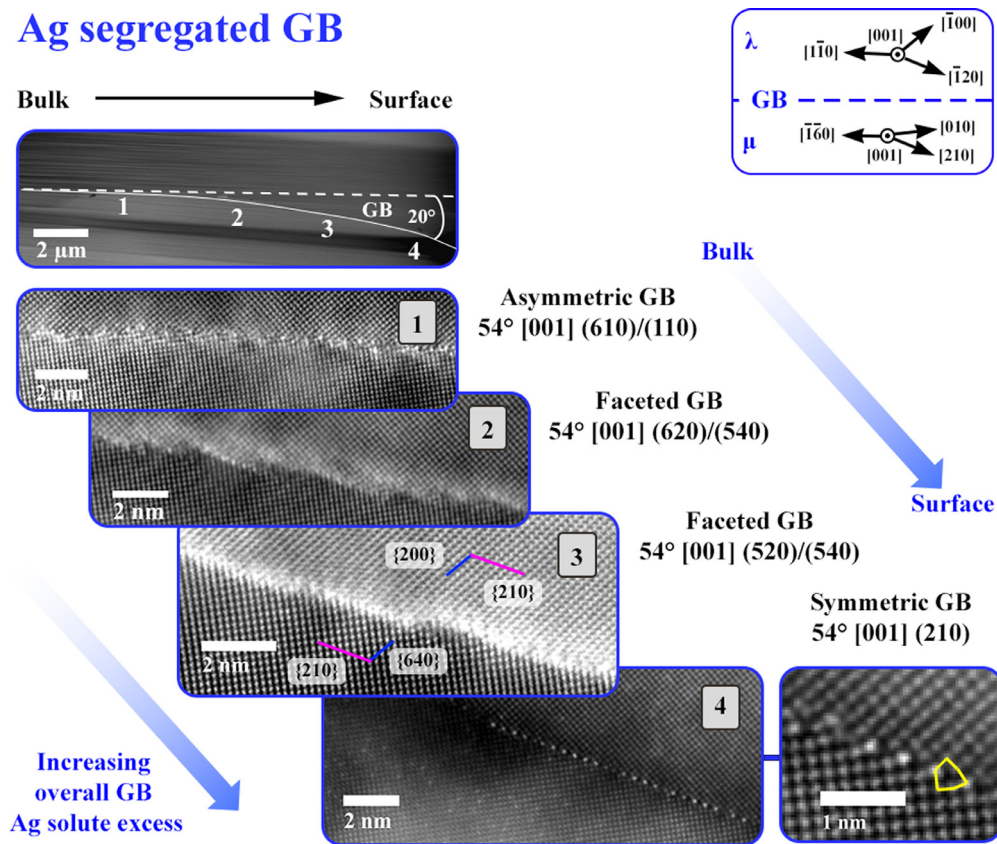 Ag segregated GB
Bulk
Surface
GB
20°
1
2
3
4
2 μm
λ
[001]
[1̄00]
[11̄0]
[1̄20]
GB
μ
[1̄6̄0]
[010]
[001]
[210]
Bulk
Surface
1
2 nm
Asymmetric GB
54° [001] (610)/(110)
2
2 nm
Faceted GB
54° [001] (620)/(540)
3
{200}
{210}
{210}
{640}
2 nm
Faceted GB
54° [001] (520)/(540)
4
2 nm
Symmetric GB
54° [001] (210)
1 nm
Increasing
overall GB
Ag solute excess